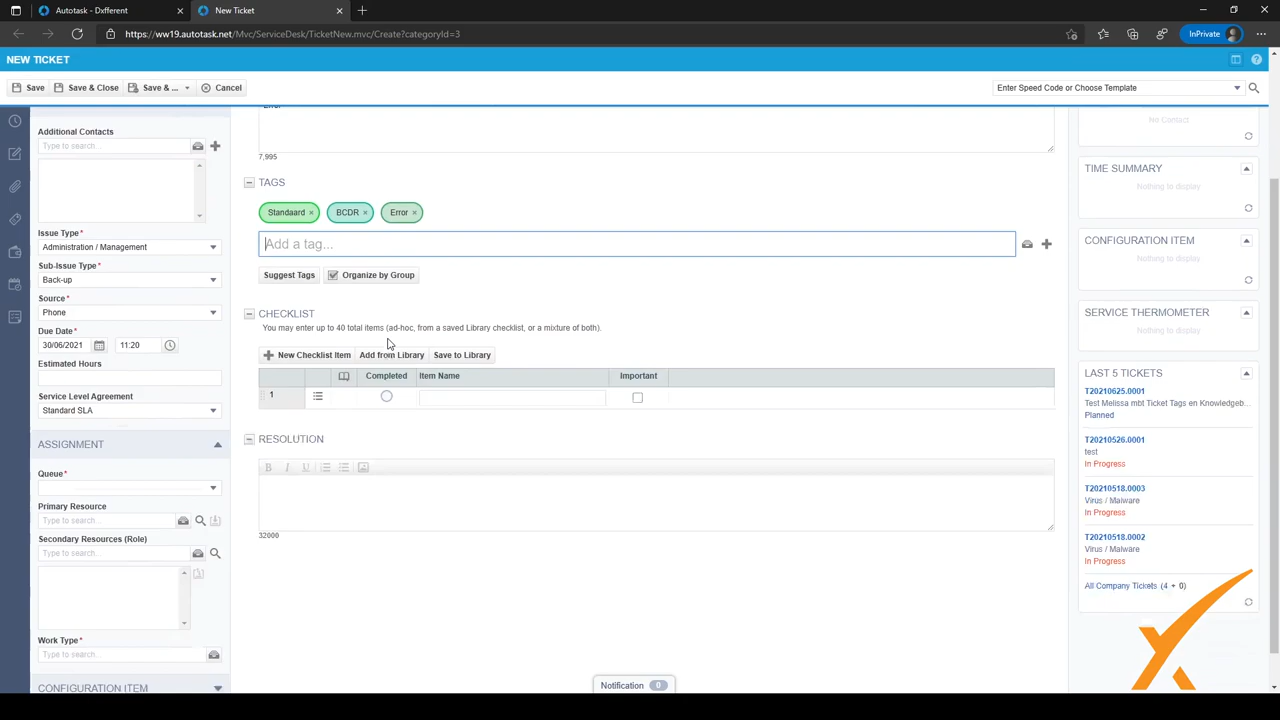 Autotask - Dxfferent
New Ticket
https://ww19.autotask.net/Mvc/ServiceDesk/TicketNew.mvc/Create?categoryId=3
InPrivate
NEW TICKET
Save
Save & Close
Save & ...
Cancel
Enter Speed Code or Choose Template
Additional Contacts
Type to search...
Issue Type *
Administration / Management
Sub-Issue Type *
Back-up
Source *
Phone
Due Date *
30/06/2021
11:20
Estimated Hours
Service Level Agreement
Standard SLA
ASSIGNMENT
Queue *
Primary Resource
Type to search...
Secondary Resources (Role)
Type to search...
Work Type *
Type to search...
CONFIGURATION ITEM
Error
7,995
TAGS
Standaard ×
BCDR ×
Error ×
Add a tag...
Suggest Tags
Organize by Group
CHECKLIST
You may enter up to 40 total items (ad-hoc, from a saved Library checklist, or a mixture of both).
New Checklist Item
Add from Library
Save to Library
Completed
Item Name
Important
1
RESOLUTION
B I U
32000
Notification 0
No Contact
TIME SUMMARY
Nothing to display
CONFIGURATION ITEM
Nothing to display
SERVICE THERMOMETER
Nothing to display
LAST 5 TICKETS
T20210625.0001
Test Melissa mbt Ticket Tags en Knowledgeb...
Planned
T20210526.0001
test
In Progress
T20210518.0003
Virus / Malware
In Progress
T20210518.0002
Virus / Malware
In Progress
All Company Tickets (4 + 0)